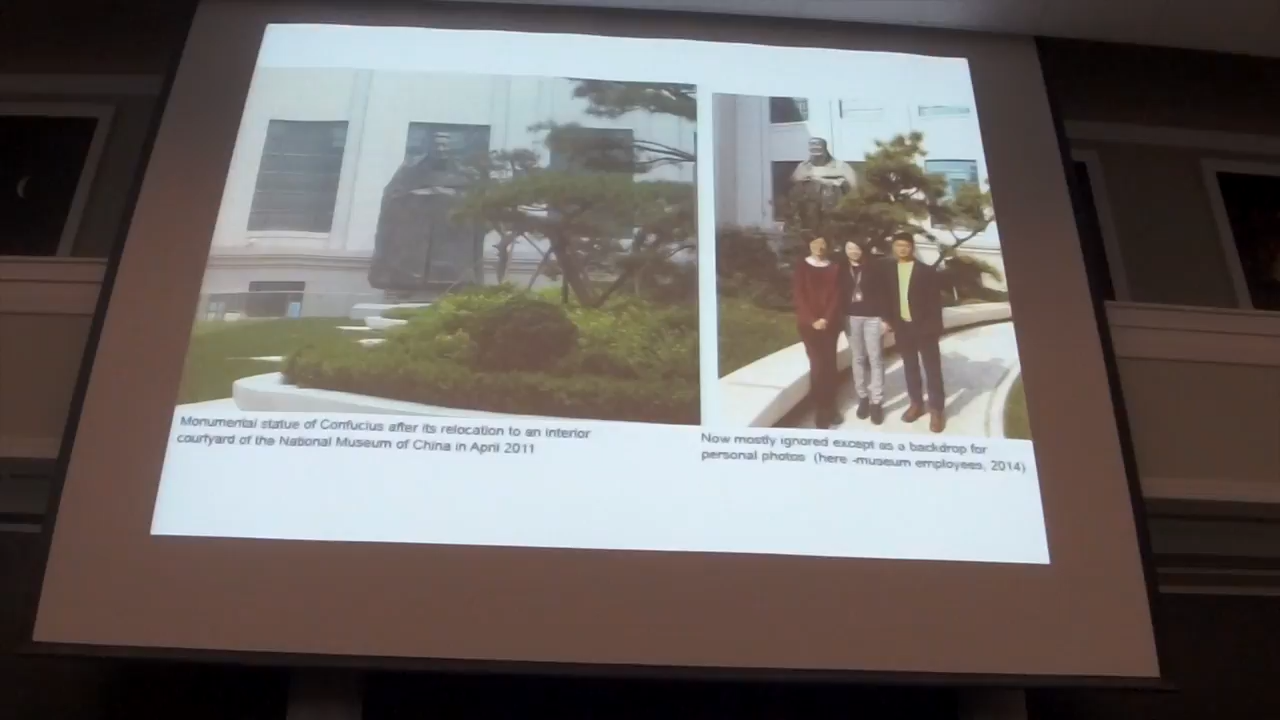 Monumental statue of Confucius after its relocation to an interior
courtyard of the National Museum of China in April 2011
Now mostly ignored except as a backdrop for
personal photos (here -museum employees, 2014)